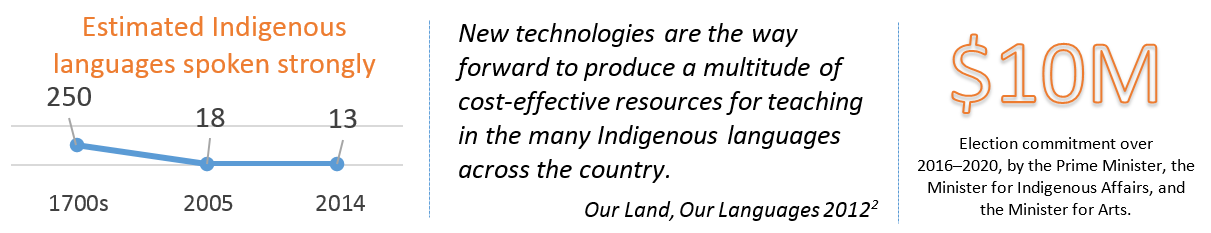 Estimated Indigenous
languages spoken strongly
250
18
13
1700s
2005
2014
New technologies are the way
forward to produce a multitude of
cost-effective resources for teaching
in the many Indigenous languages
across the country.
Our Land, Our Languages 2012²
$10M
Election commitment over
2016–2020, by the Prime Minister, the
Minister for Indigenous Affairs, and
the Minister for Arts.